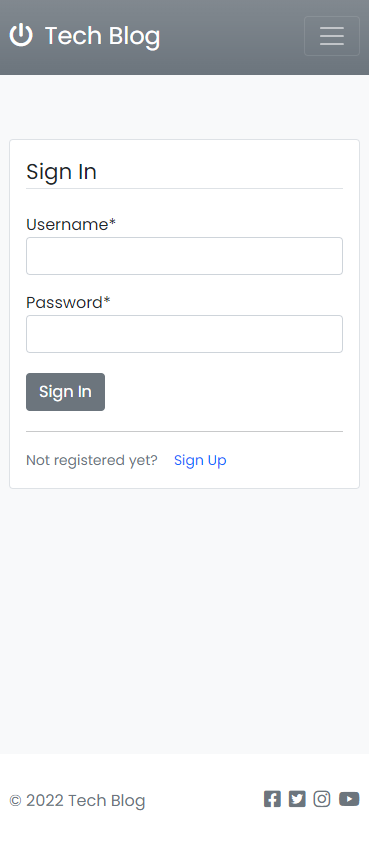 Tech Blog
Sign In
Username*
Password*
Sign In
Not registered yet? Sign Up
© 2022 Tech Blog